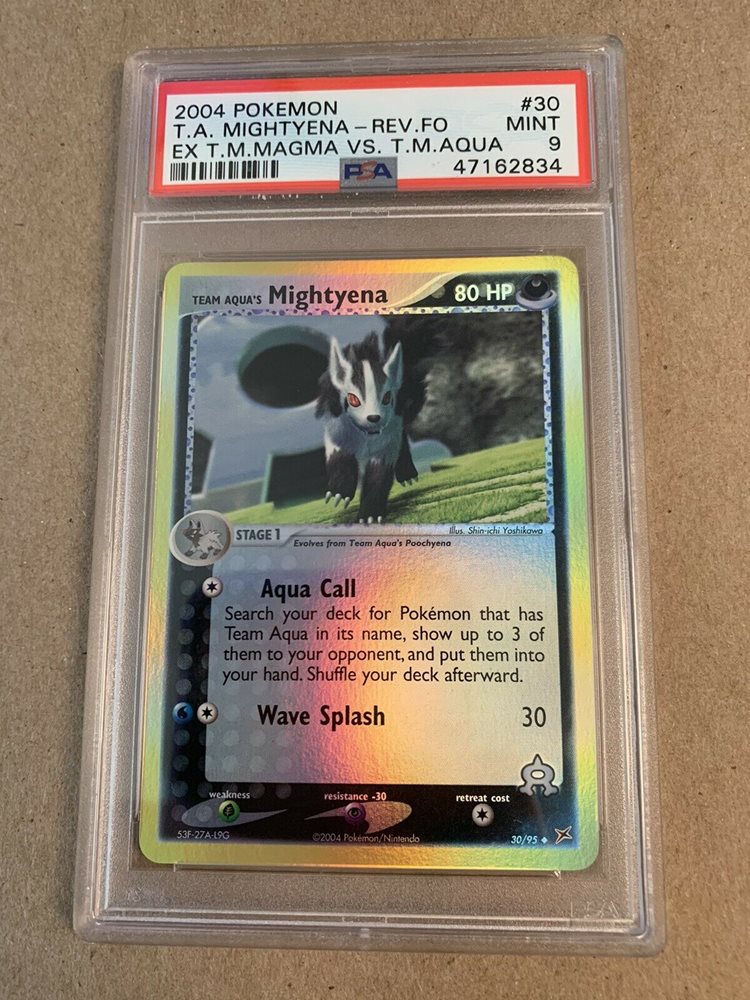 2004 POKEMON #30
T.A. MIGHTYENA - REV.FO MINT
EX T.M.MAGMA VS. T.M.AQUA 9
PSA 47162834
TEAM AQUA'S Mightyena 80 HP
STAGE 1 Illus. Shin-ichi Yoshikawa
Evolves from Team Aqua's Poochyena
Aqua Call
Search your deck for Pokémon that has
Team Aqua in its name, show up to 3 of
them to your opponent, and put them into
your hand. Shuffle your deck afterward.
Wave Splash 30
weakness resistance -30 retreat cost
53F-27A-L9G ©2004 Pokémon/Nintendo 30/95